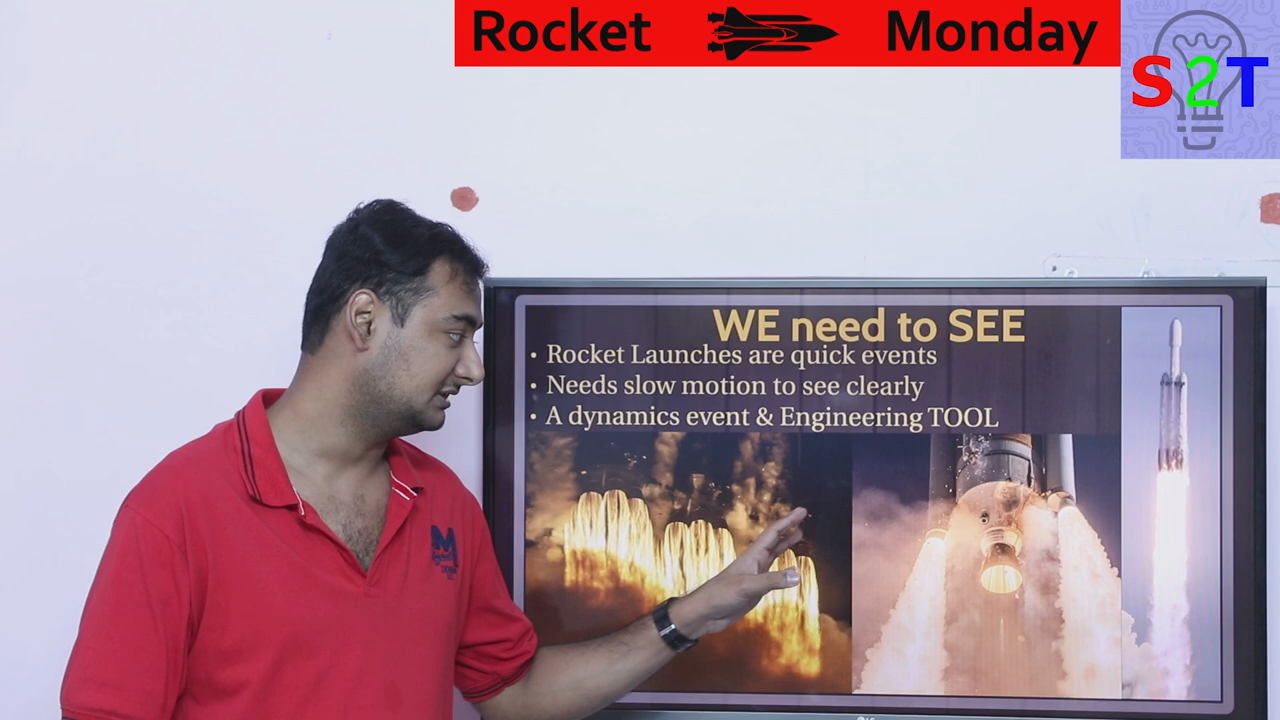 Rocket Monday
S2T
WE need to SEE
• Rocket Launches are quick events
• Needs slow motion to see clearly
• A dynamics event & Engineering TOOL
M
LG